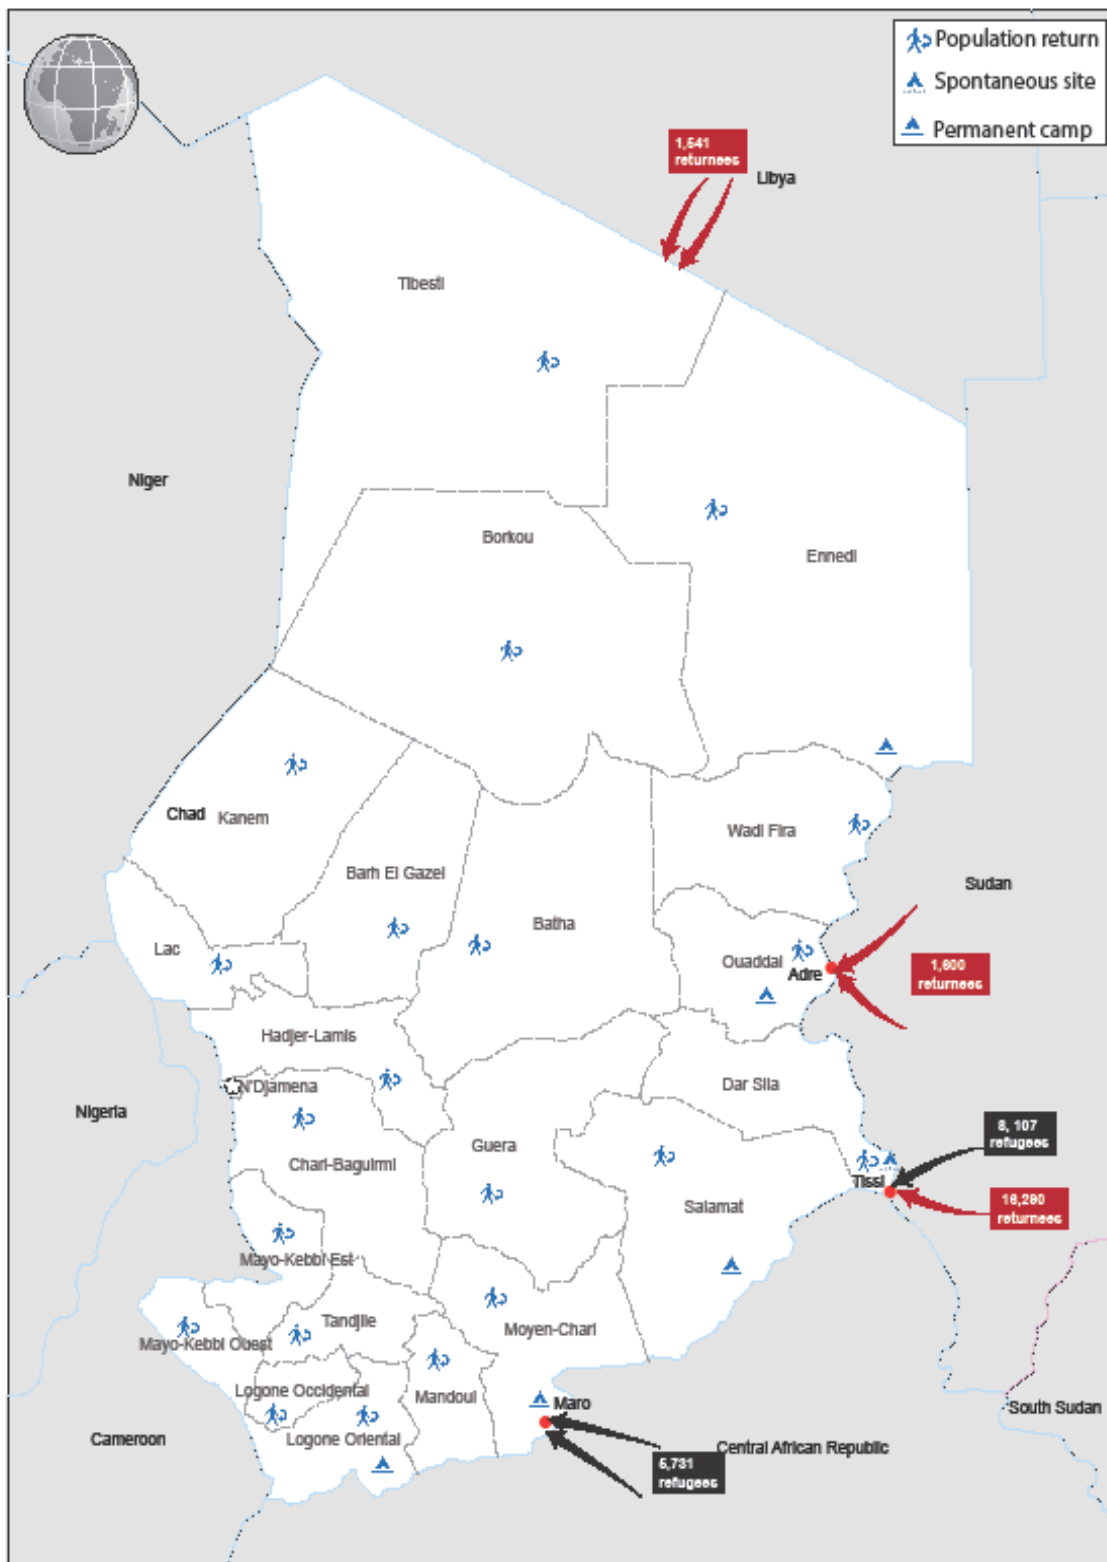 Population return
Spontaneous site
Permanent camp
1,541
returnees
Libya
Tibesti
Niger
Borkou
Ennedi
Chad
Kanem
Wadi Fira
Barh El Gazel
Sudan
Batha
Lac
Ouaddai
Adre
1,600
returnees
Hadjer-Lamis
Dar Sila
N'Djamena
Nigeria
8, 107
refugees
Guera
Chari-Baguirmi
Tissi
Salamat
16,290
returnees
Mayo-Kebbi Est
Tandjile
Moyen-Chari
Mayo-Kebbi Ouest
Logone Occidental
Mandoul
Maro
South Sudan
Cameroon
Logone Oriental
Central African Republic
5,731
refugees